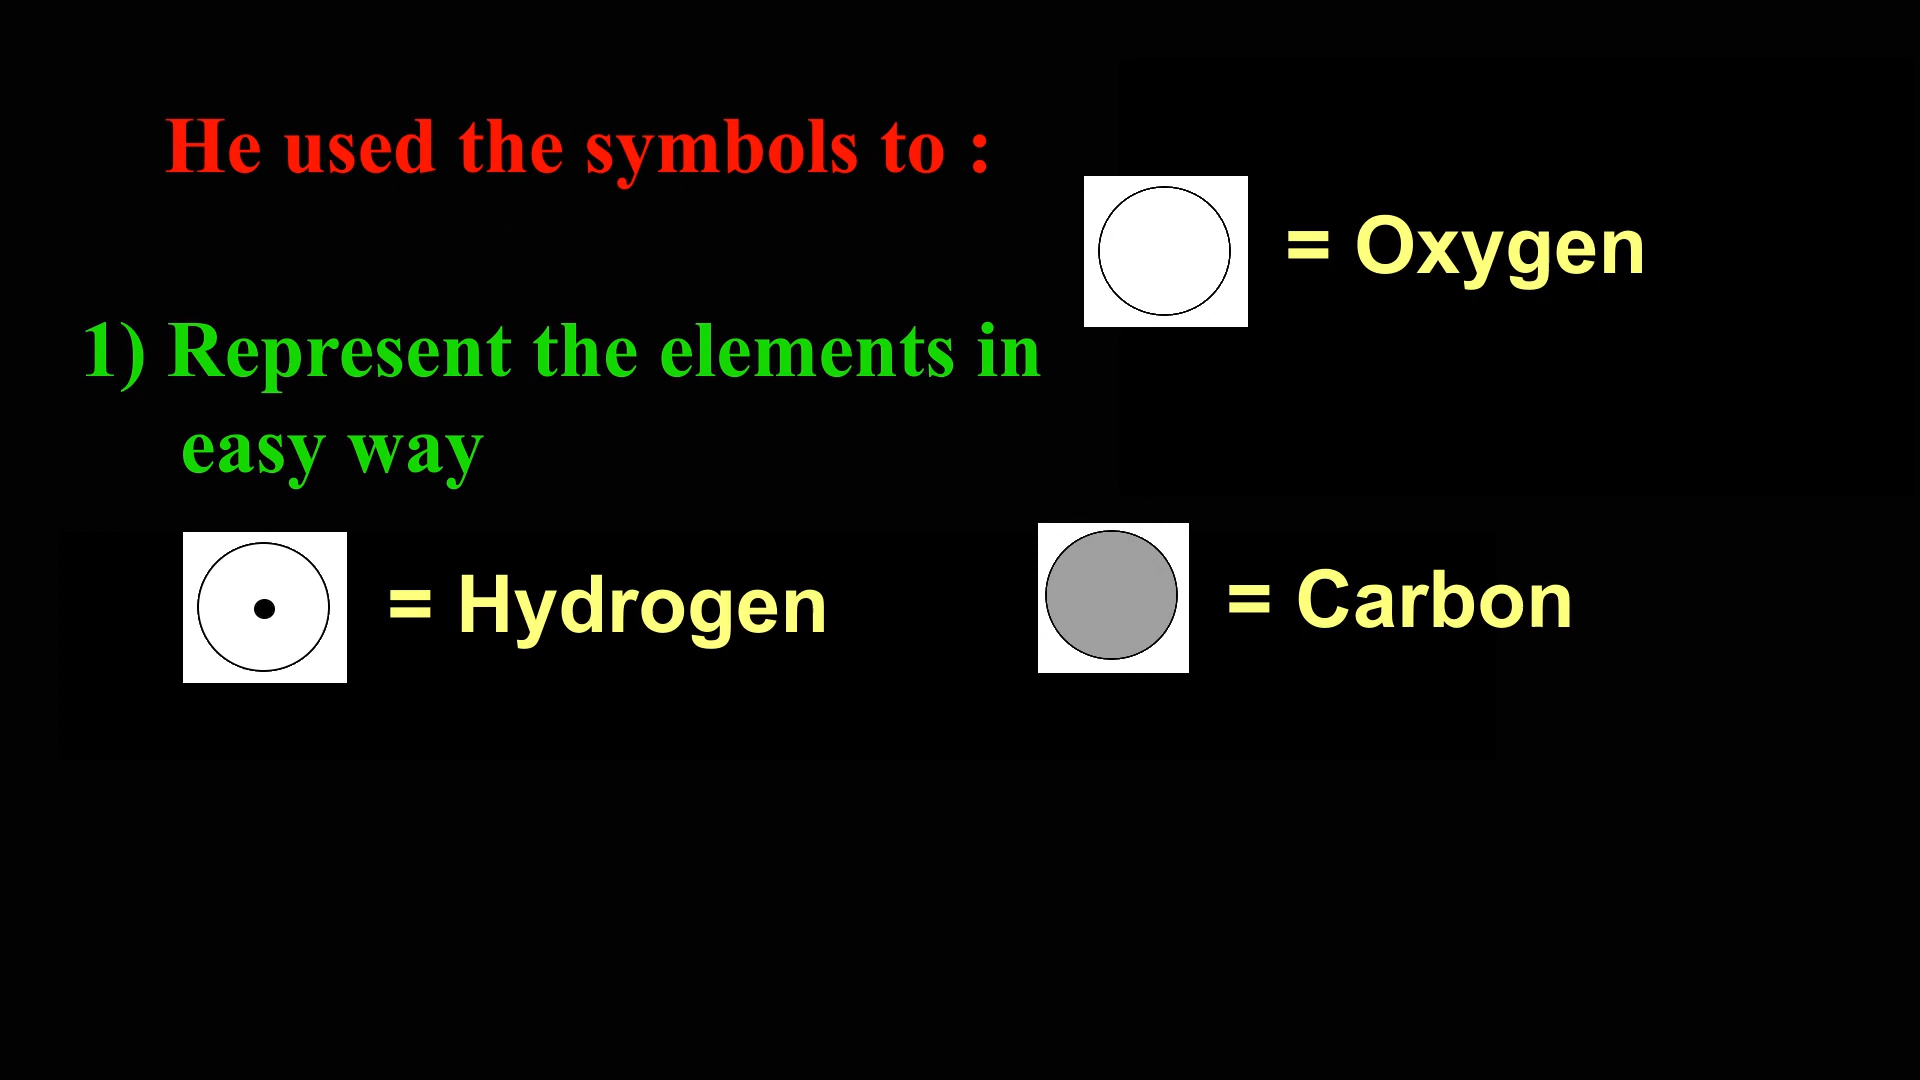 He used the symbols to :
= Oxygen
1) Represent the elements in
easy way
= Hydrogen
= Carbon